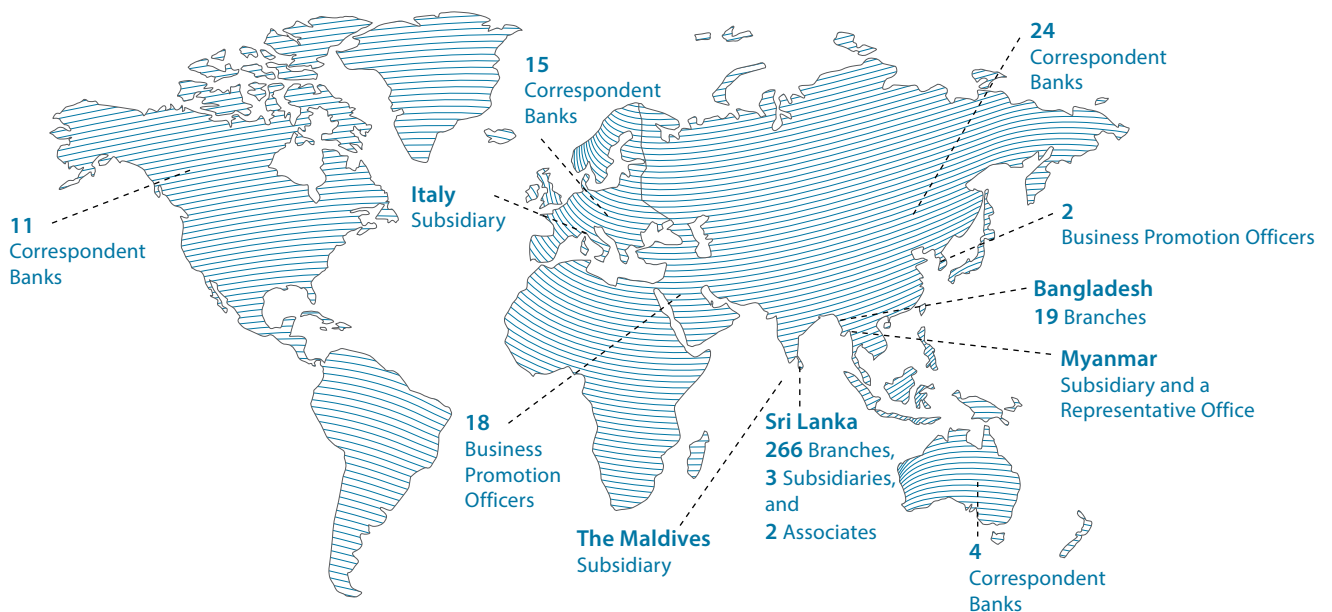 24
Correspondent
Banks
15
Correspondent
Banks
Italy
Subsidiary
11
Correspondent
Banks
2
Business Promotion Officers
Bangladesh
19 Branches
Myanmar
Subsidiary and a
Representative Office
18
Business
Promotion
Officers
Sri Lanka
266 Branches,
3 Subsidiaries,
and
2 Associates
The Maldives
Subsidiary
4
Correspondent
Banks